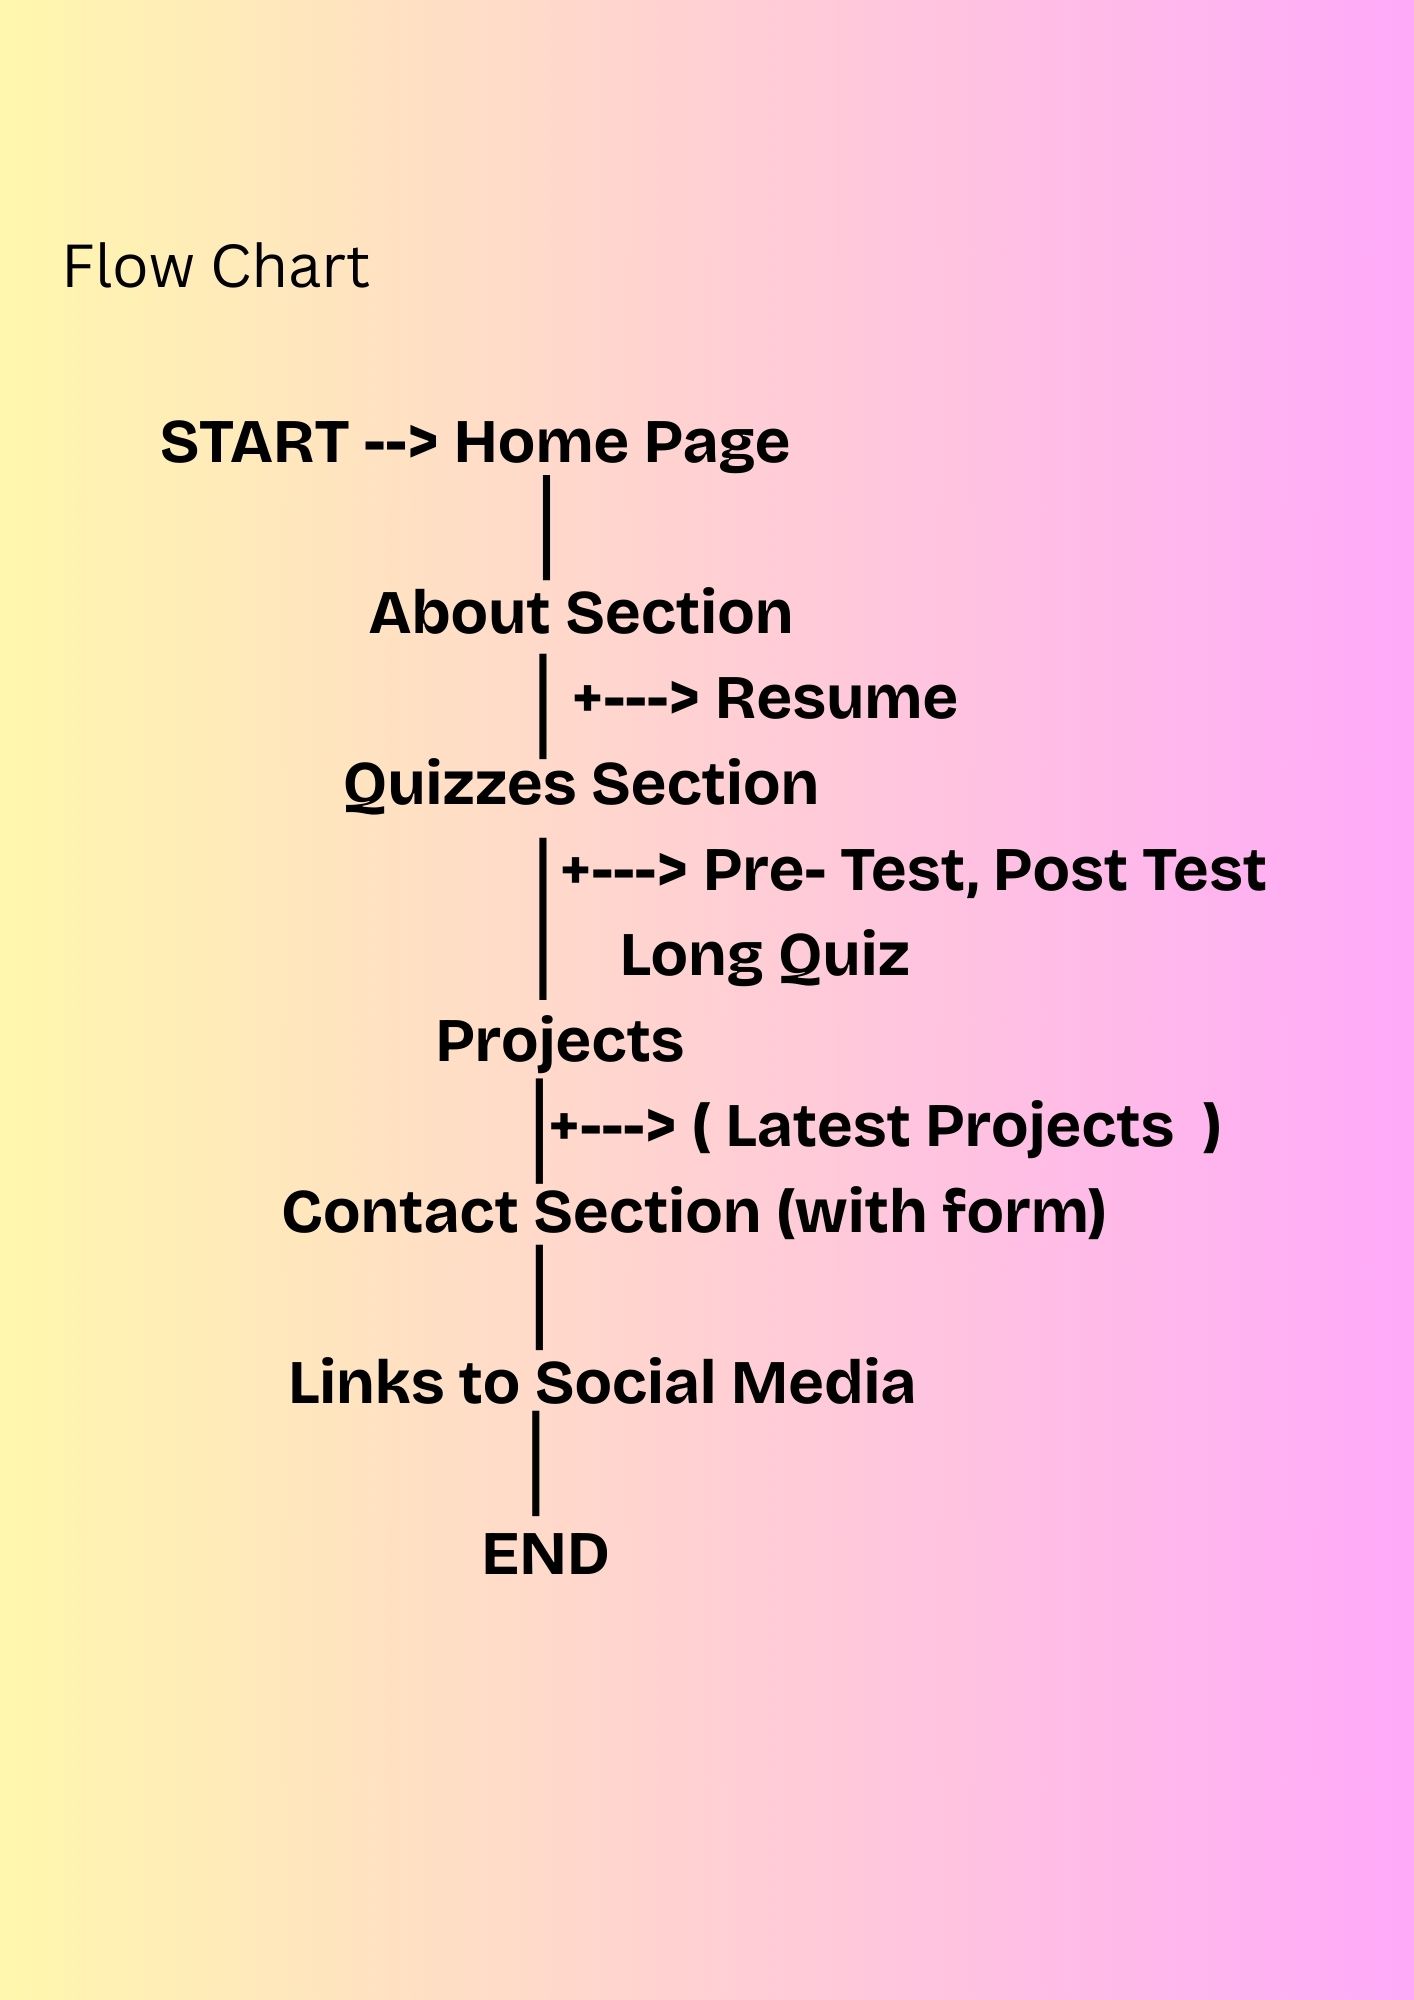 Flow Chart
START --> Home Page
About Section
+---> Resume
Quizzes Section
+---> Pre- Test, Post Test
Long Quiz
Projects
+---> ( Latest Projects  )
Contact Section (with form)
Links to Social Media
END